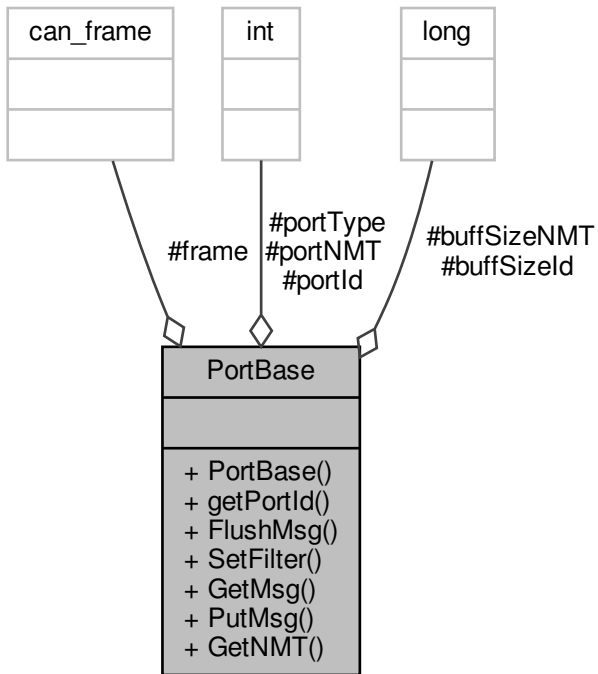 can_frame
int
long
#frame
#portType
#portNMT
#portId
#buffSizeNMT
#buffSizeId
PortBase
+ PortBase()
+ getPortId()
+ FlushMsg()
+ SetFilter()
+ GetMsg()
+ PutMsg()
+ GetNMT()